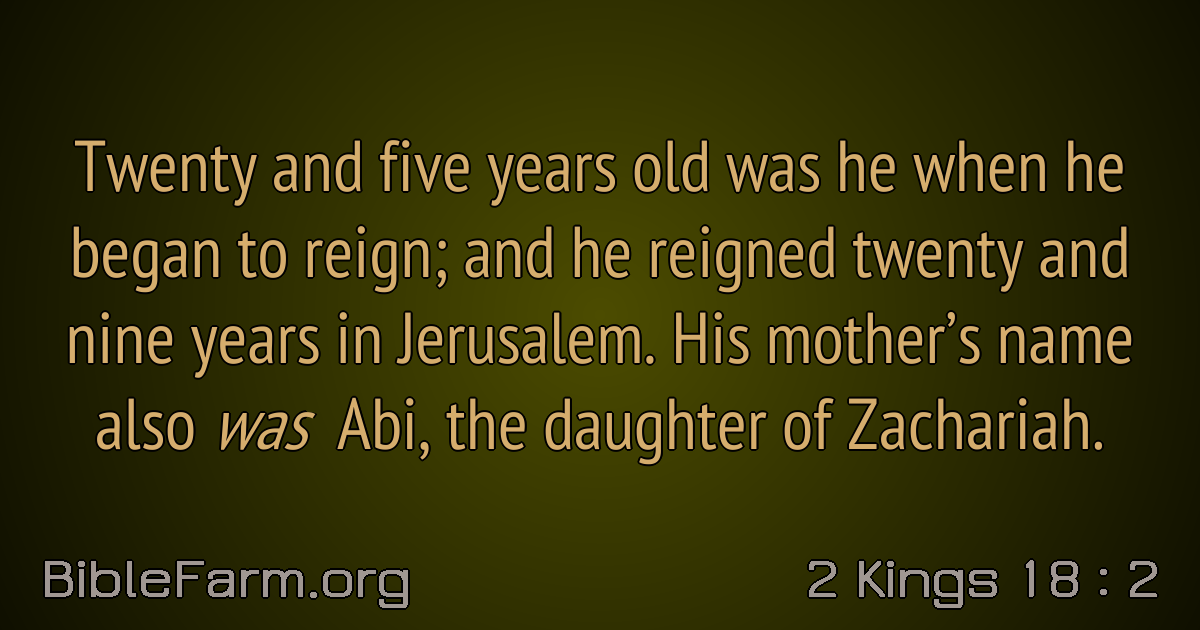 Twenty and five years old was he when he
began to reign; and he reigned twenty and
nine years in Jerusalem. His mother’s name
also was Abi, the daughter of Zachariah.
BibleFarm.org
2 Kings 18 : 2